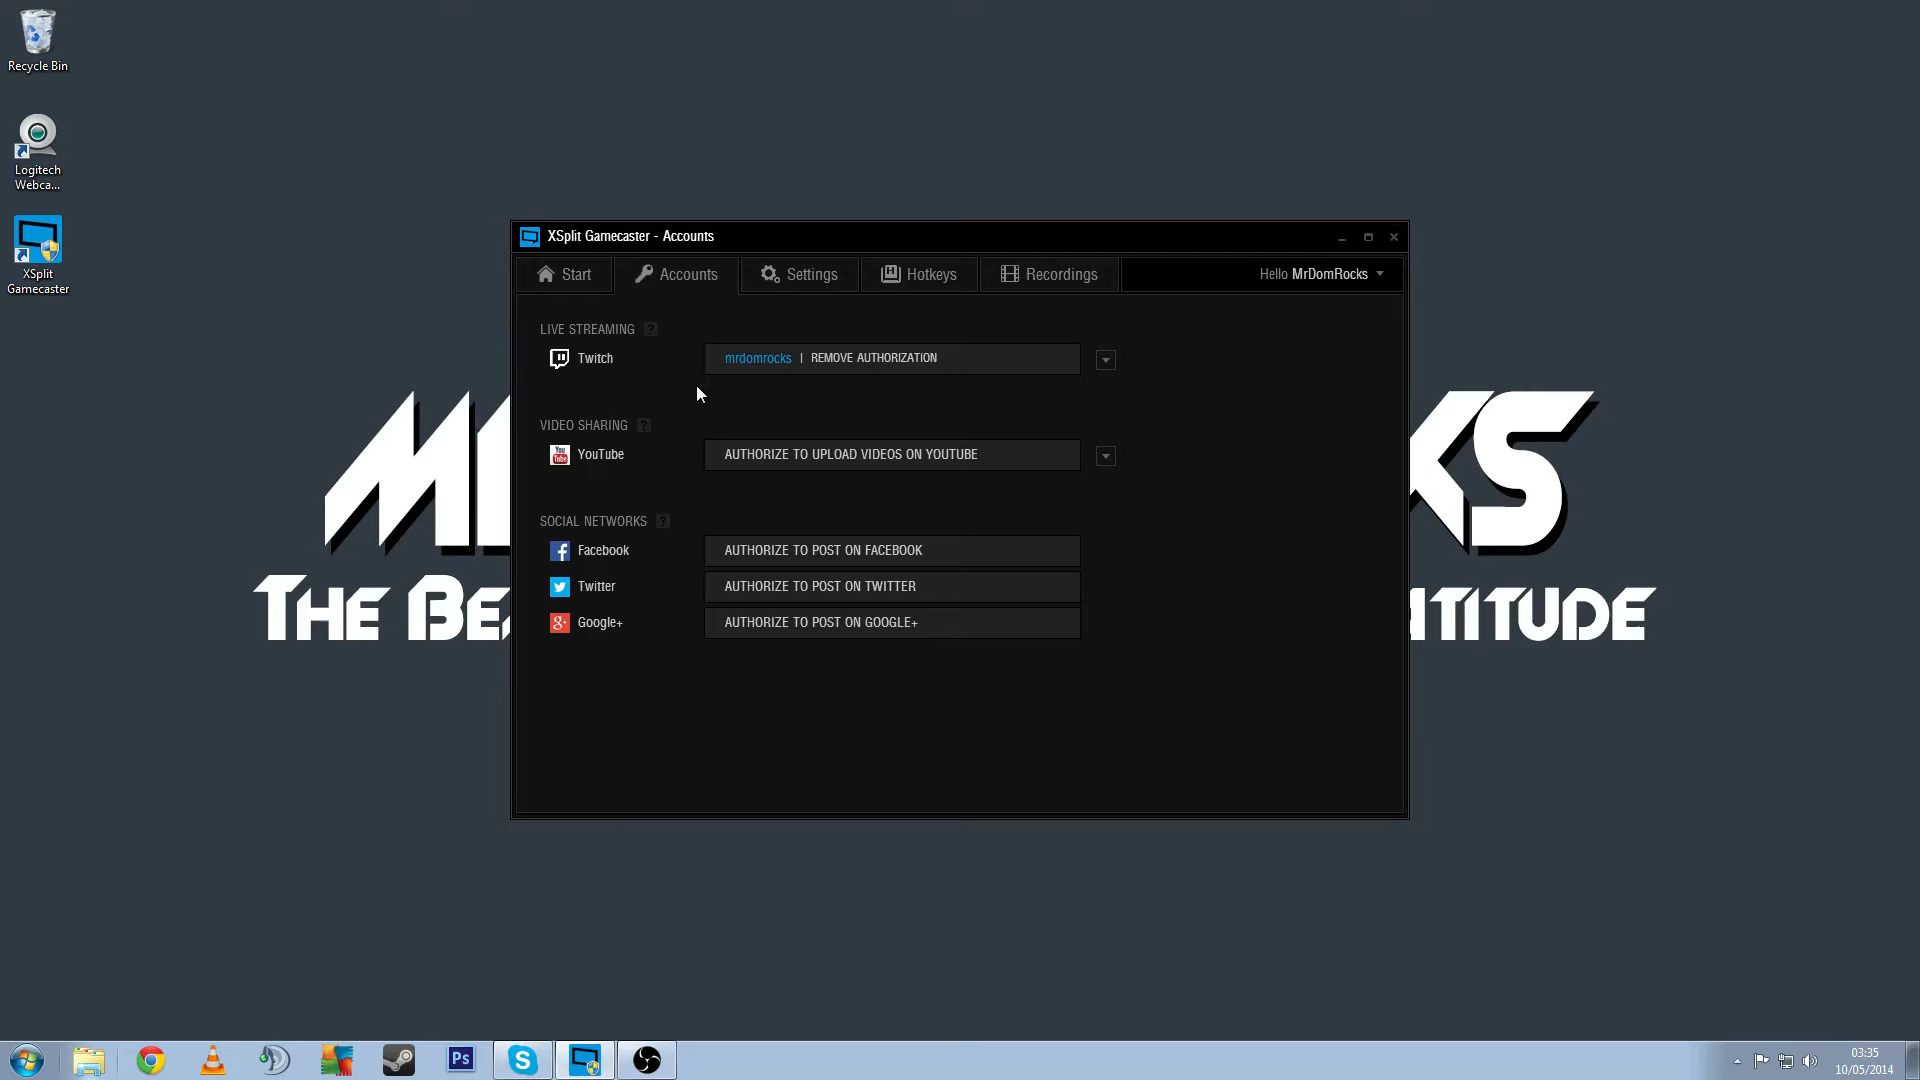 Recycle Bin
Logitech
Webca...
XSplit
Gamecaster
XSplit Gamecaster - Accounts
Start
Accounts
Settings
Hotkeys
Recordings
Hello MrDomRocks
LIVE STREAMING ?
Twitch
mrdomrocks | REMOVE AUTHORIZATION
VIDEO SHARING ?
You Tube YouTube
AUTHORIZE TO UPLOAD VIDEOS ON YOUTUBE
SOCIAL NETWORKS ?
Facebook
AUTHORIZE TO POST ON FACEBOOK
Twitter
AUTHORIZE TO POST ON TWITTER
Google+
AUTHORIZE TO POST ON GOOGLE+
KS
THE BE
TITUDE
Ps
03:35
10/05/2014